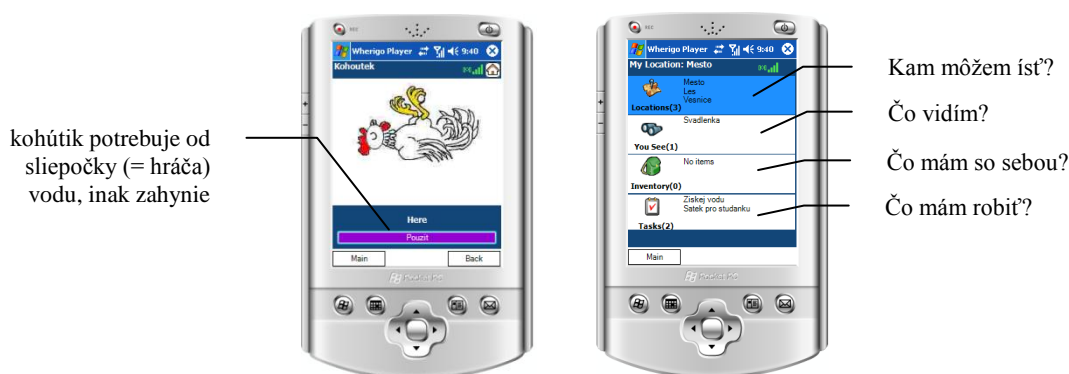 kohútik potrebuje od
sliepočky (= hráča)
vodu, inak zahynie
REC
Wherigo Player 9:40
Kohoutek
Here
Pouzit
Main Back
REC
Wherigo Player 9:40
My Location: Mesto
Mesto
Les
Vesnice
Locations(3)
Svadlenka
You See(1)
No items
Inventory(0)
Ziskej vodu
Satek pro studanku
Tasks(2)
Main
Kam môžem ísť?
Čo vidím?
Čo mám so sebou?
Čo mám robiť?